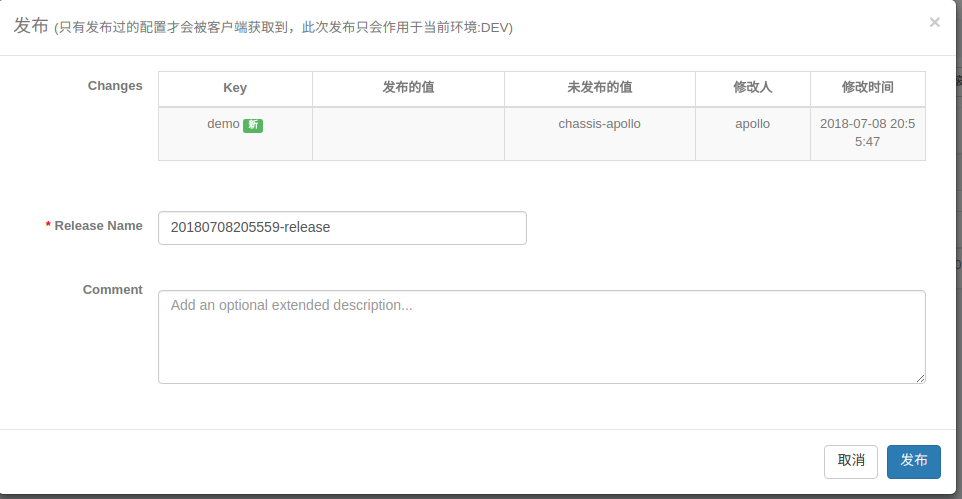 发布 (只有发布过的配置才会被客户端获取到，此次发布只会作用于当前环境:DEV) ×
Changes
Key 发布的值 未发布的值 修改人 修改时间
demo 新 chassis-apollo apollo 2018-07-08 20:5
5:47
* Release Name 20180708205559-release
Comment
Add an optional extended description...
取消 发布